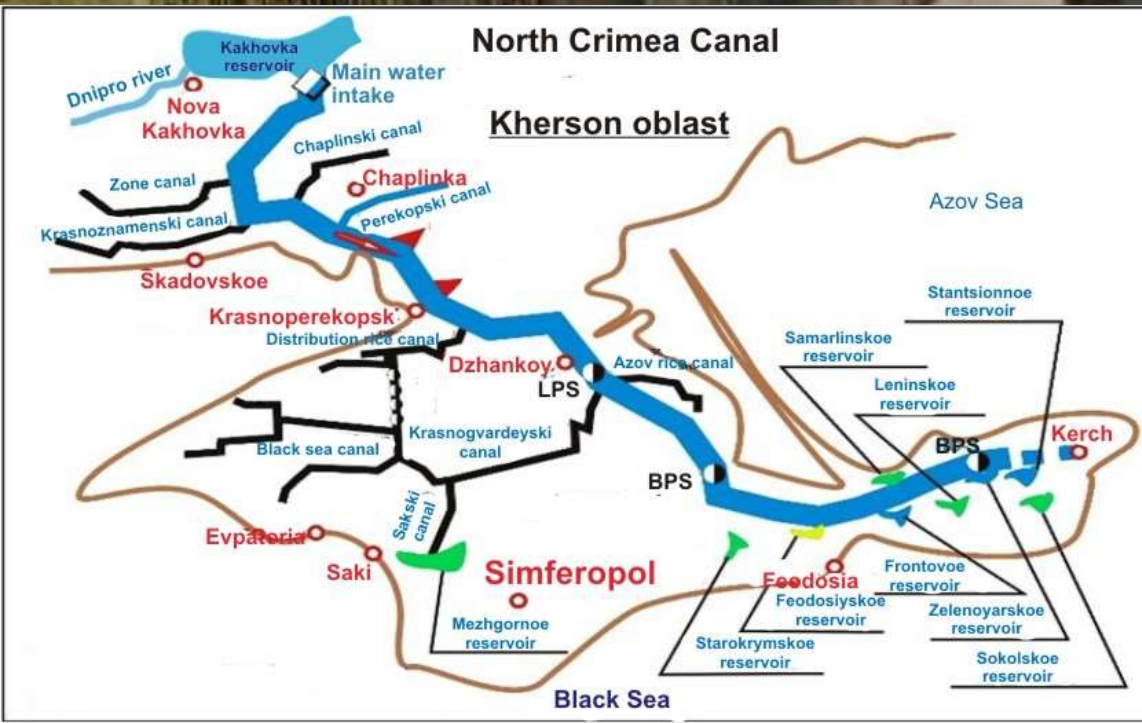 North Crimea Canal
Kakhovka
reservoir
Dnipro river
Main water
intake
Nova
Kakhovka
Kherson oblast
Chaplinski canal
Zone canal
Chaplinka
Perekopski canal
Krasnoznamenski canal
Azov Sea
Škadovskoe
Stantsionnoe
reservoir
Krasnoperekopsk
Distribution rice canal
Samarlinskoe
reservoir
Dzhankoy
Azov rice canal
LPS
Leninskoe
reservoir
Krasnogvardeyski
canal
Black sea canal
BPS
BPS
Kerch
Sakski
canal
Evpatoria
Saki
Simferopol
Feodosia
Frontovoe
reservoir
Feodosiyskoe
reservoir
Zelenoyarskoe
reservoir
Mezhgornoe
reservoir
Starokrymskoe
reservoir
Sokolskoe
reservoir
Black Sea